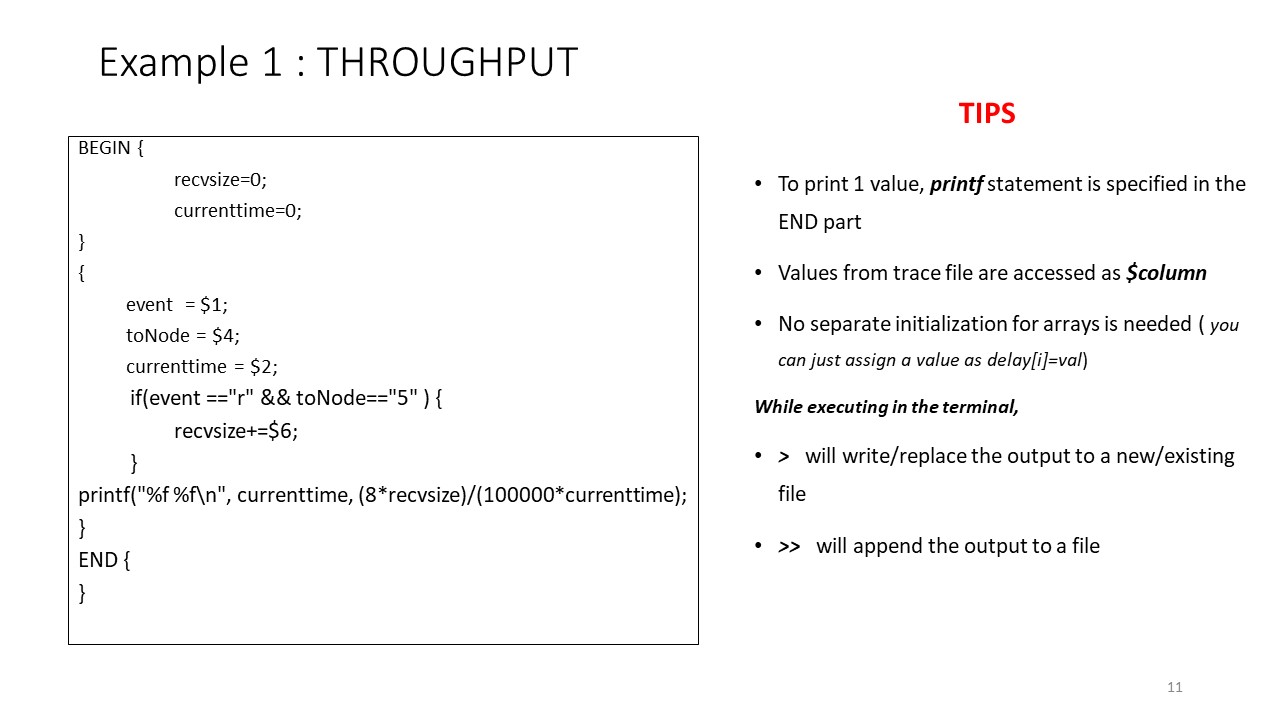 Example 1 : THROUGHPUT
BEGIN {
recvsize=0;
currenttime=0;
}
{
event = $1;
toNode = $4;
currenttime = $2;
if(event =="r" && toNode=="5" ) {
recvsize+=$6;
}
printf("%f %f\n", currenttime, (8*recvsize)/(100000*currenttime);
}
END {
}
TIPS
• To print 1 value, printf statement is specified in the
END part
• Values from trace file are accessed as $column
• No separate initialization for arrays is needed ( you
can just assign a value as delay[i]=val)
While executing in the terminal,
• > will write/replace the output to a new/existing
file
• >> will append the output to a file
11